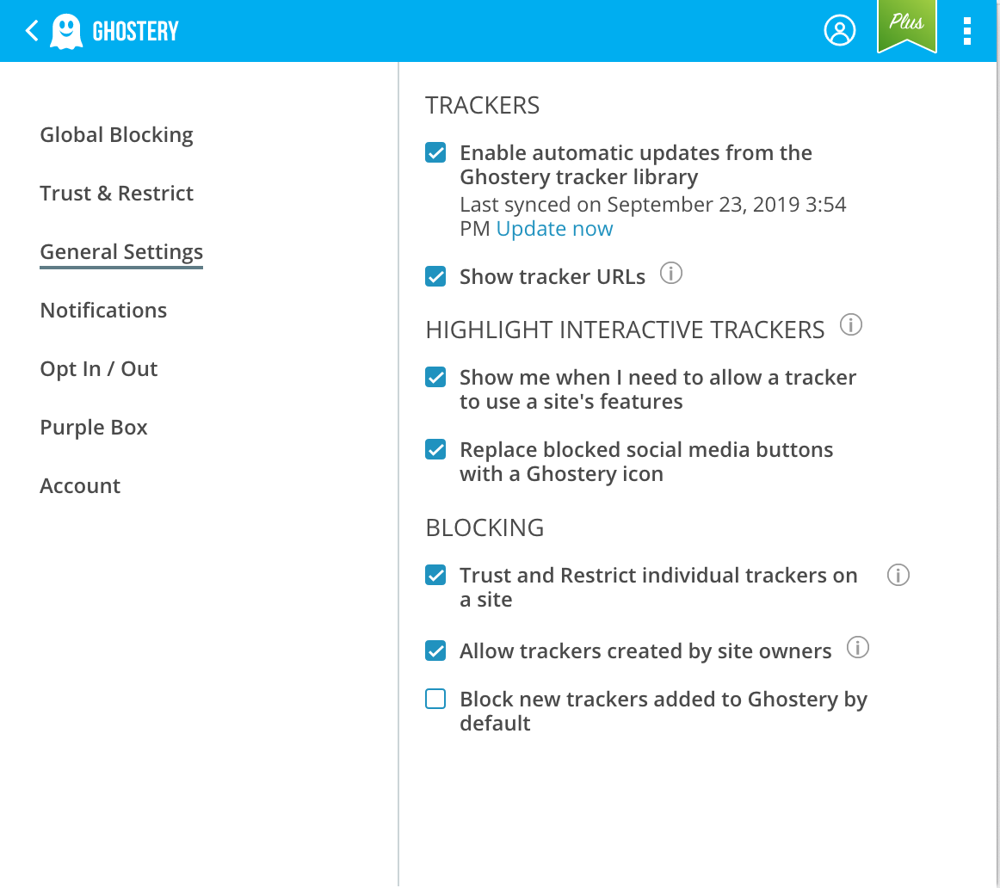 GHOSTERY
Plus
Global Blocking
Trust & Restrict
General Settings
Notifications
Opt In / Out
Purple Box
Account
TRACKERS
Enable automatic updates from the
Ghostery tracker library
Last synced on September 23, 2019 3:54
PM Update now
Show tracker URLs
HIGHLIGHT INTERACTIVE TRACKERS
Show me when I need to allow a tracker
to use a site's features
Replace blocked social media buttons
with a Ghostery icon
BLOCKING
Trust and Restrict individual trackers on
a site
Allow trackers created by site owners
Block new trackers added to Ghostery by
default